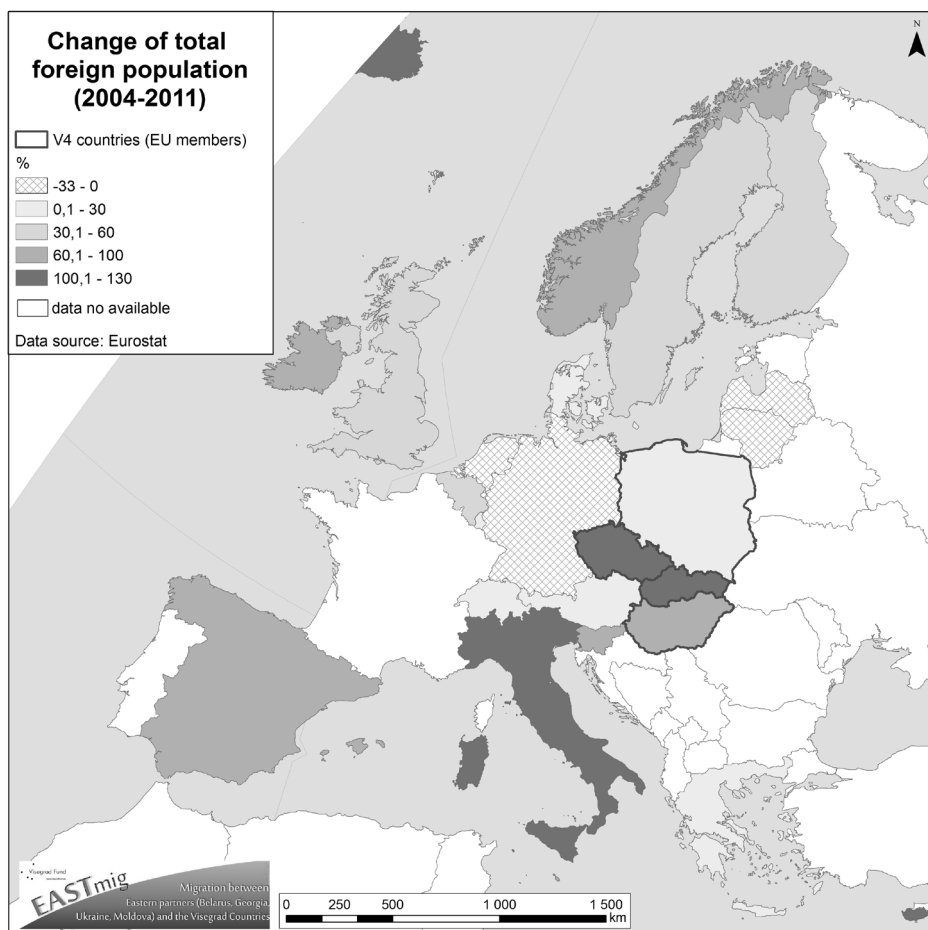 Change of total
foreign population
(2004-2011)
V4 countries (EU members)
%
-33 - 0
0,1 - 30
30,1 - 60
60,1 - 100
100,1 - 130
data no available
Data source: Eurostat
N
Visegrad Fund
EASTmig
Migration between
Eastern partners (Belarus, Georgia,
Ukraine, Moldova) and the Visegrad Countries
0 250 500 1 000 1 500
km